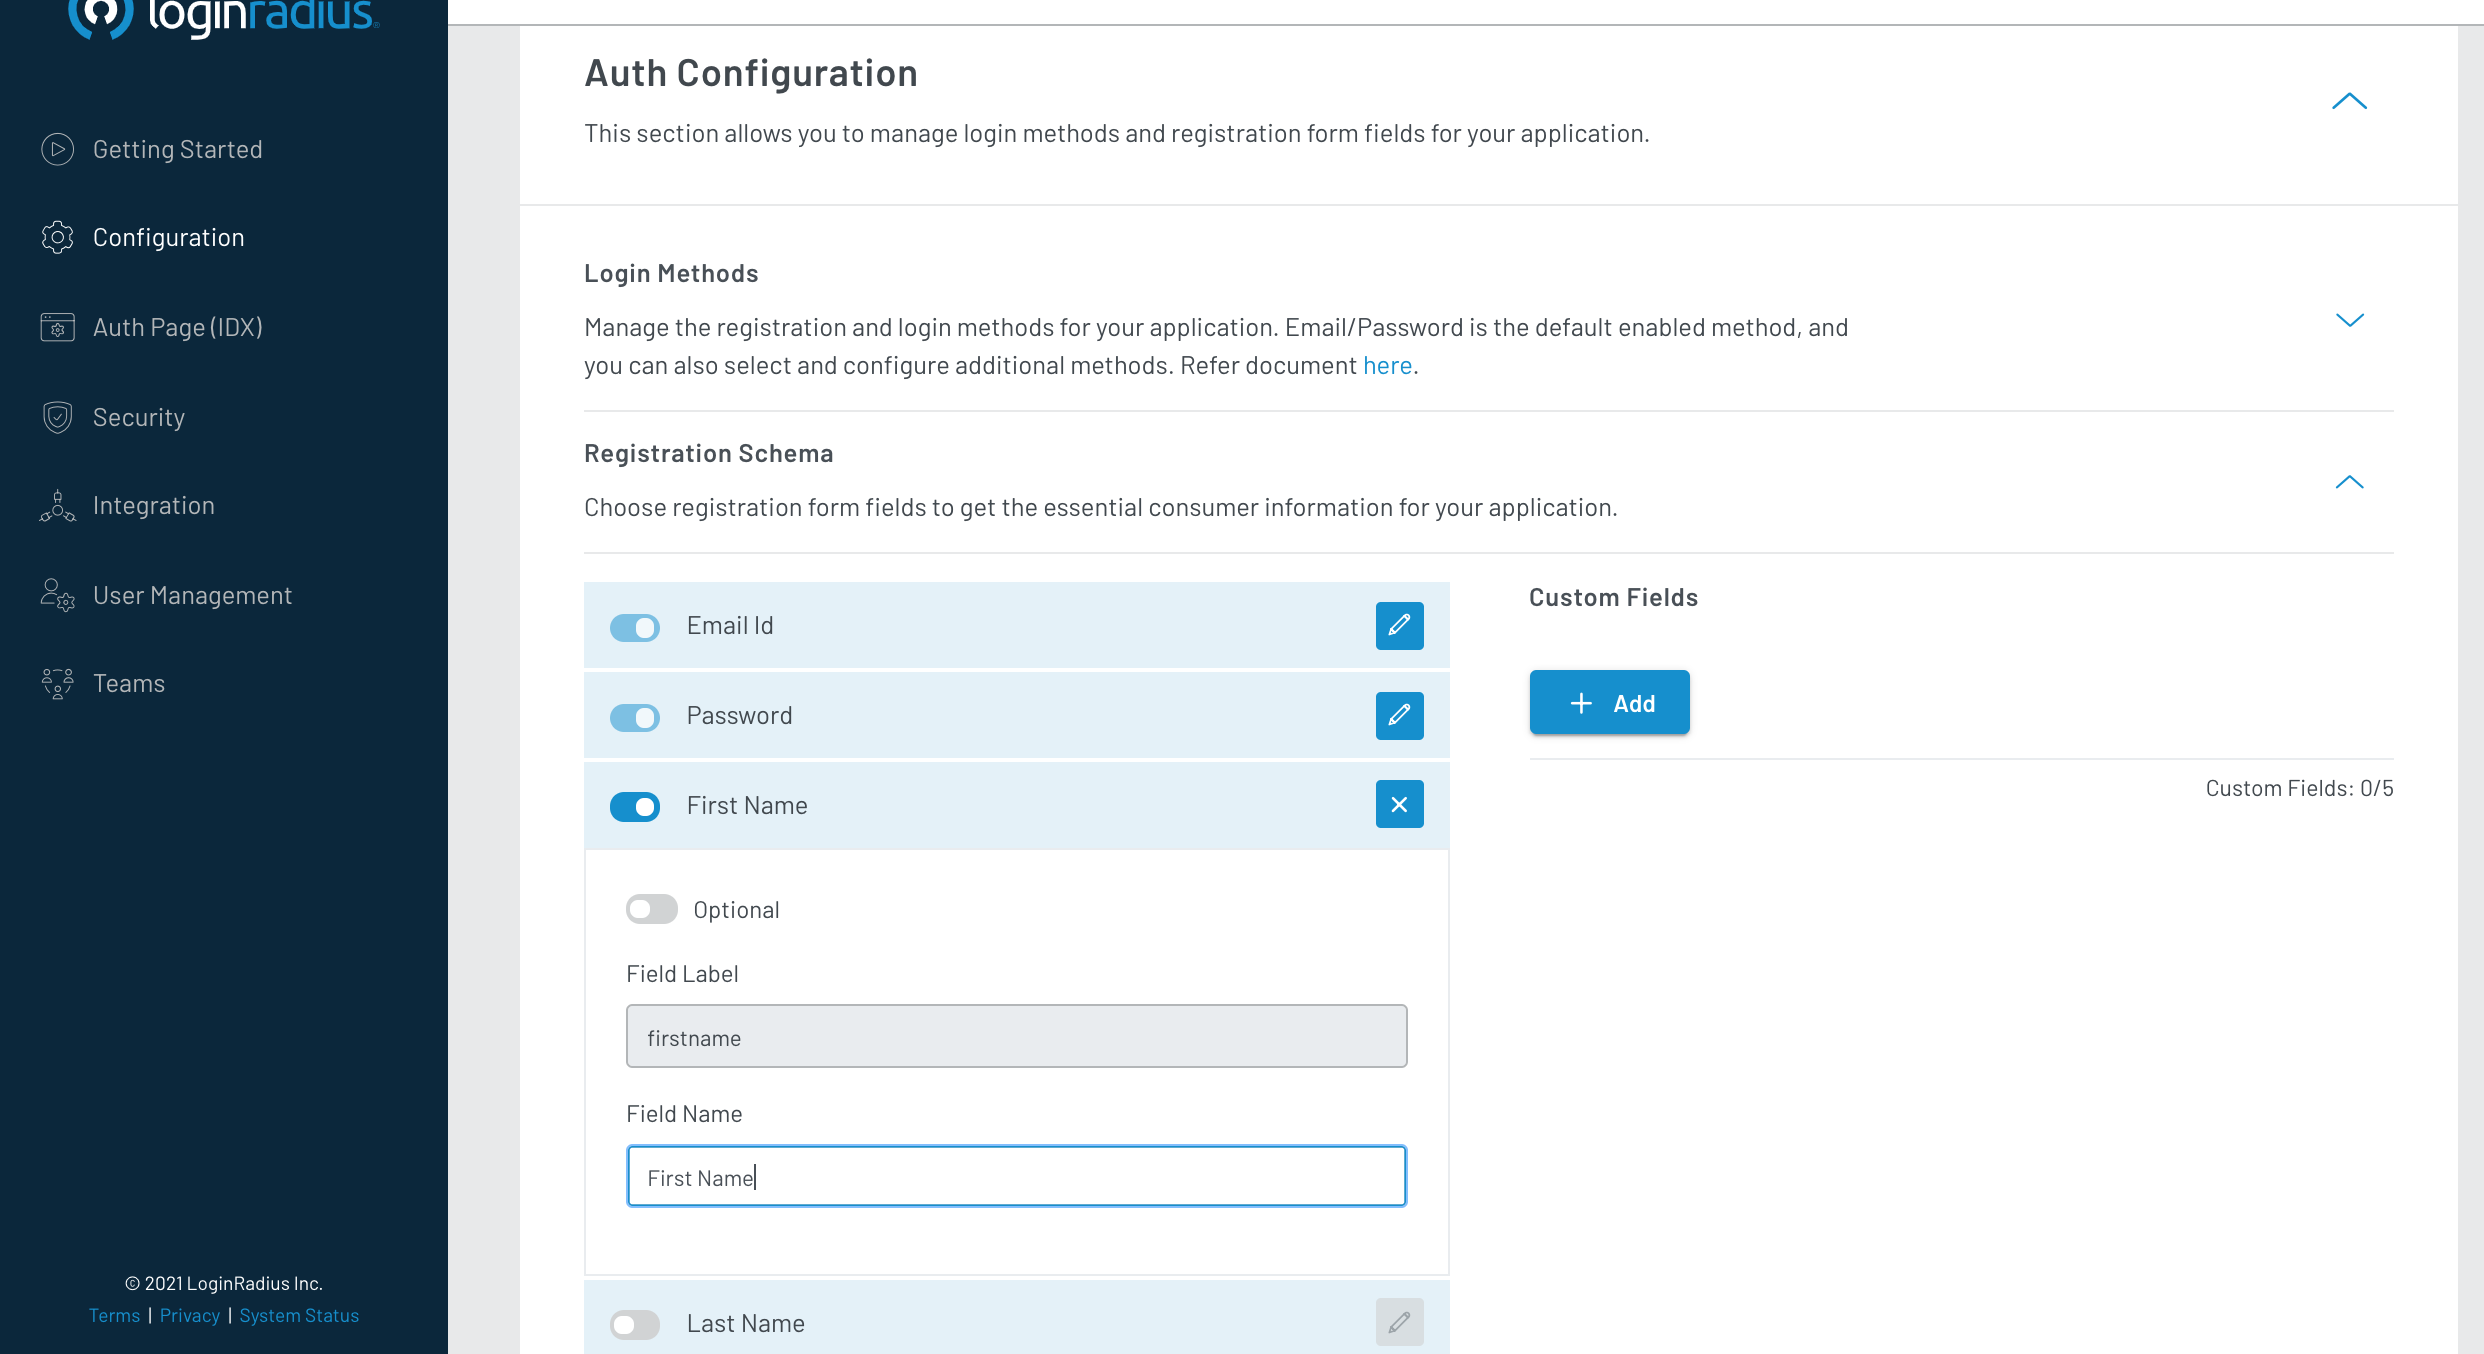 loginradius
Getting Started
Configuration
Auth Page (IDX)
Security
Integration
User Management
Teams
© 2021 LoginRadius Inc.
Terms | Privacy | System Status
Auth Configuration
This section allows you to manage login methods and registration form fields for your application.
Login Methods
Manage the registration and login methods for your application. Email/Password is the default enabled method, and
you can also select and configure additional methods. Refer document here.
Registration Schema
Choose registration form fields to get the essential consumer information for your application.
Email Id
Password
First Name
Optional
Field Label
firstname
Field Name
First Name
Last Name
Custom Fields
+ Add
Custom Fields: 0/5